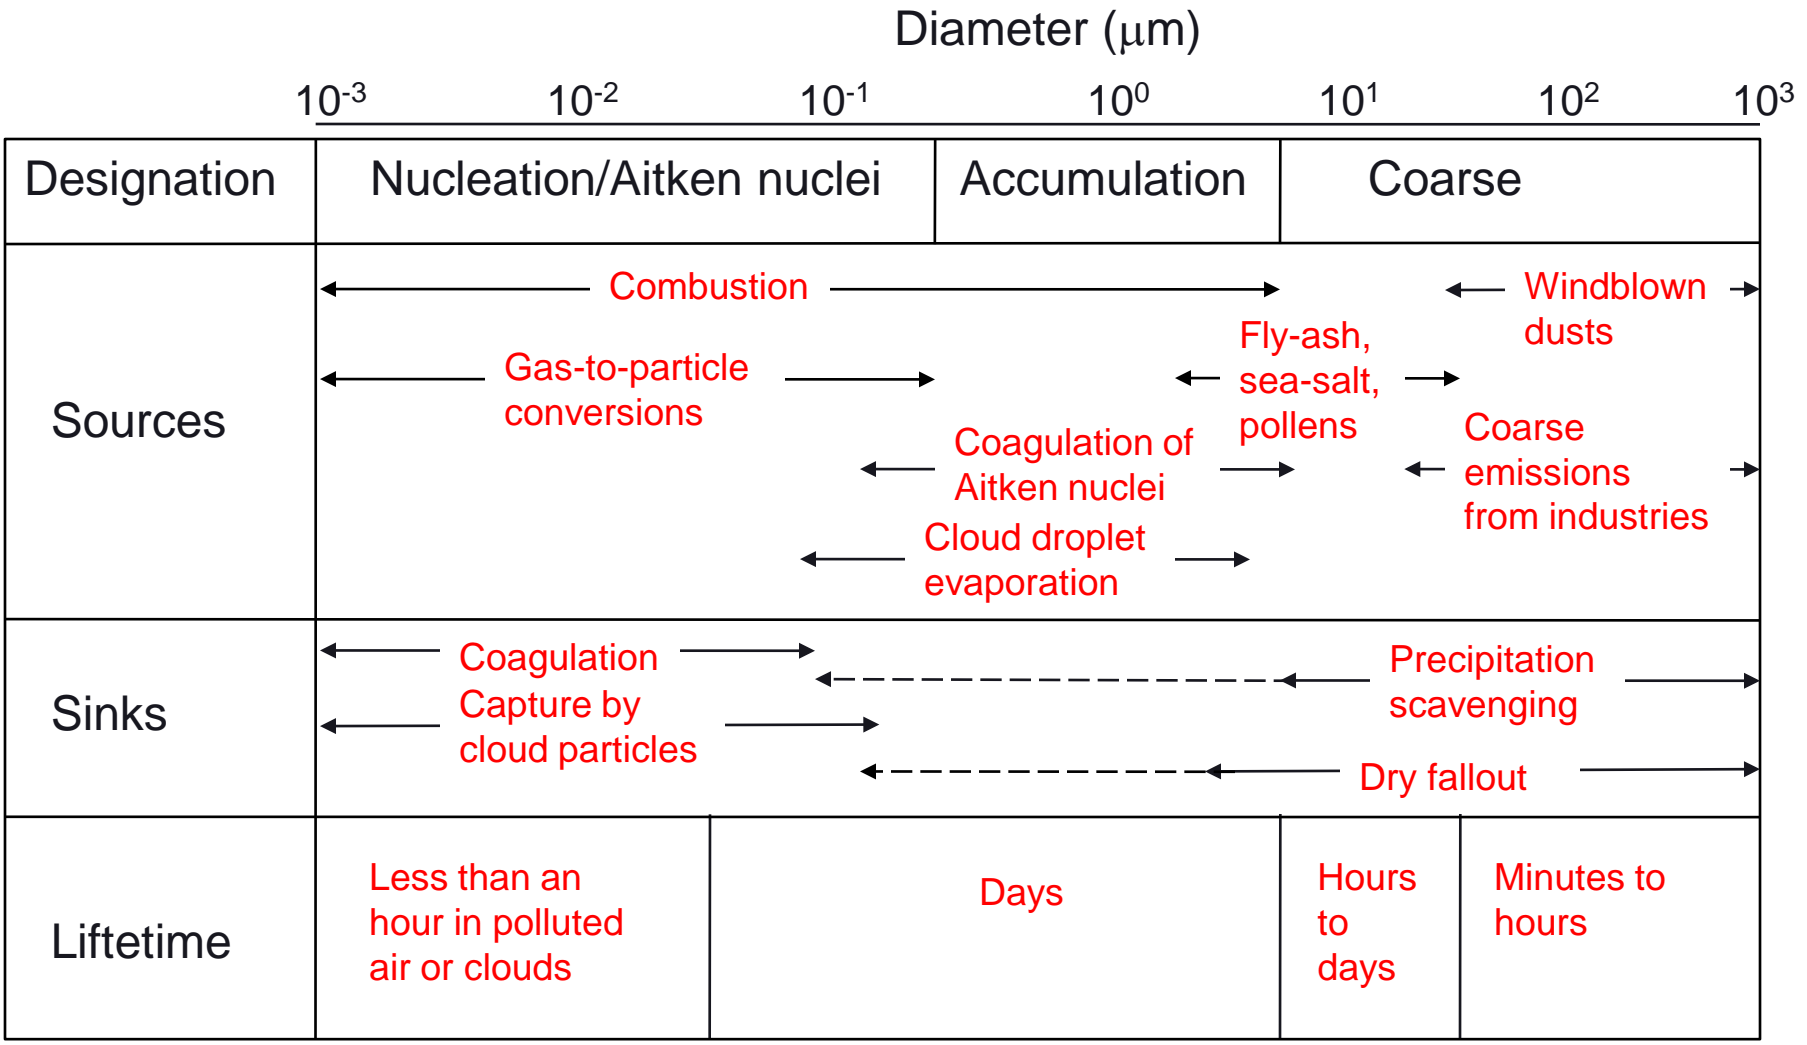 Diameter (μm)
10⁻³ 10⁻² 10⁻¹ 10⁰ 10¹ 10² 10³
Designation Nucleation/Aitken nuclei Accumulation Coarse
Sources
Combustion
Windblown
dusts
Gas-to-particle
conversions
Fly-ash,
sea-salt,
pollens
Coagulation of
Aitken nuclei
Coarse
emissions
from industries
Cloud droplet
evaporation
Sinks
Coagulation
Capture by
cloud particles
Precipitation
scavenging
Dry fallout
Liftetime
Less than an
hour in polluted
air or clouds
Days
Hours
to
days
Minutes to
hours